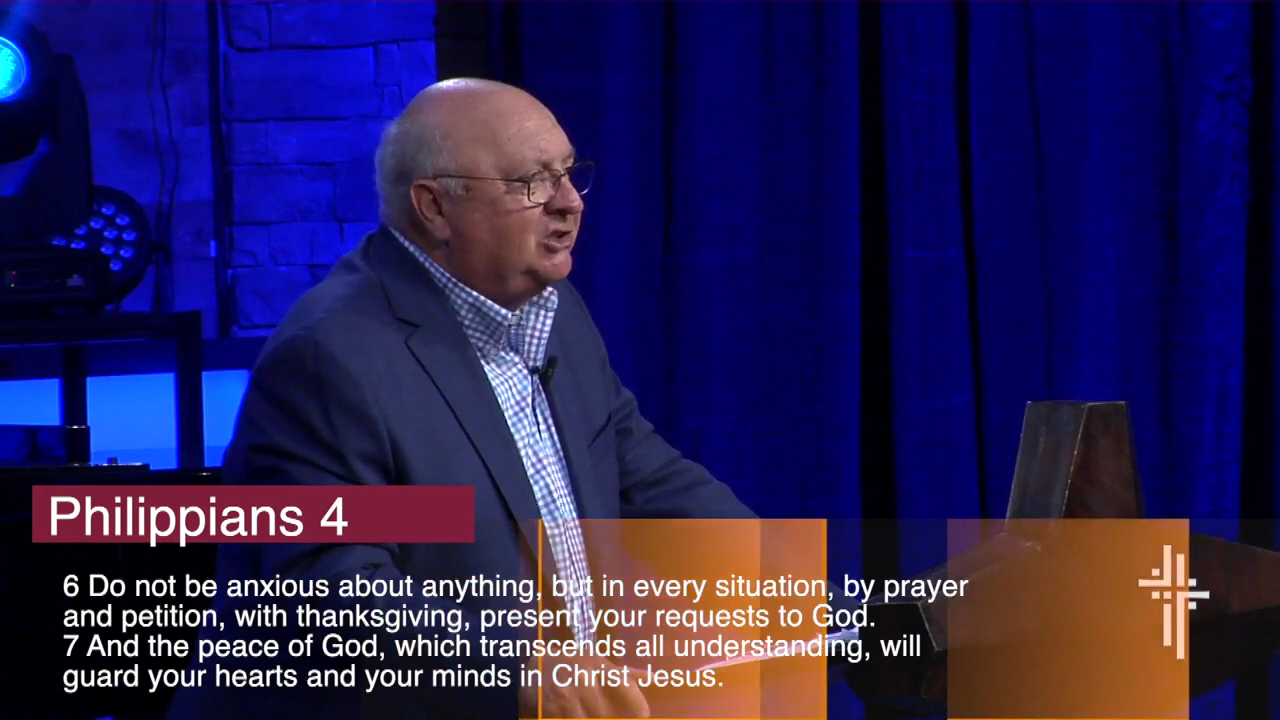 Philippians 4
6 Do not be anxious about anything, but in every situation, by prayer
and petition, with thanksgiving, present your requests to God.
7 And the peace of God, which transcends all understanding, will
guard your hearts and your minds in Christ Jesus.